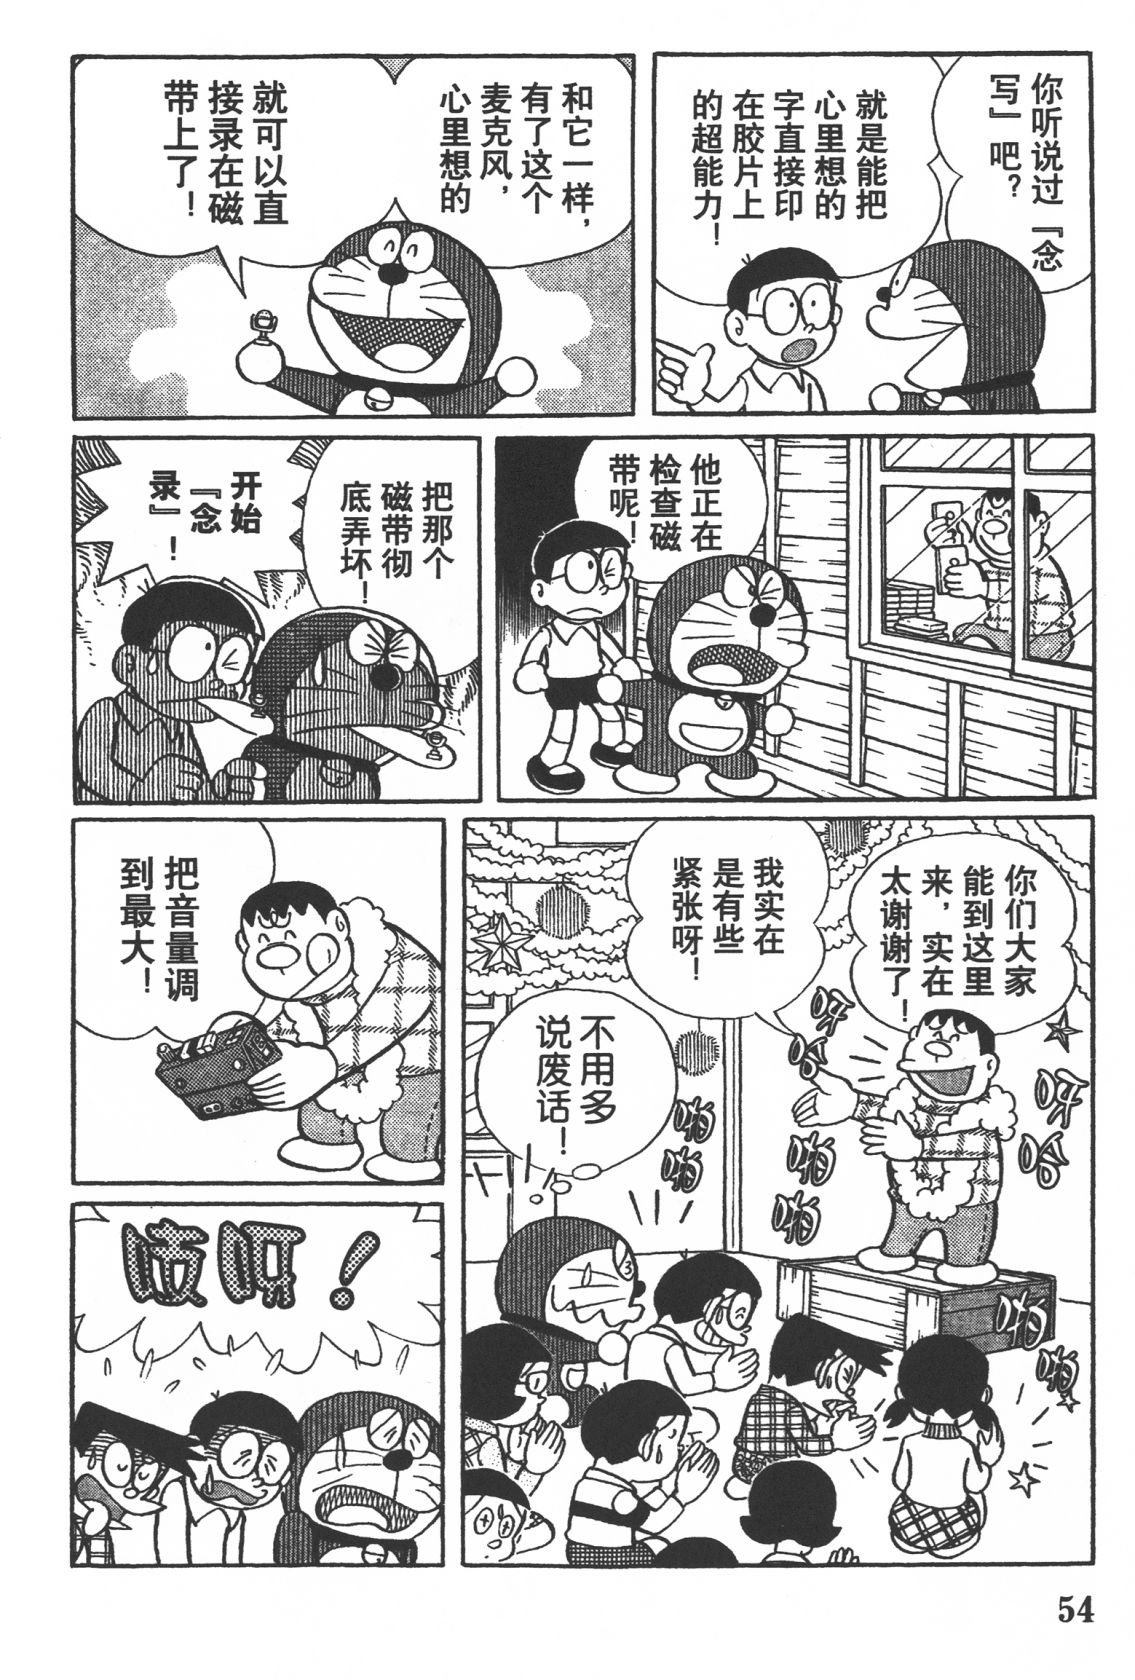 你听说过『念
写』吧？
就是能把
心里想的
字直接印
在胶片上
的超能力！
和它一样，
有了这个
麦克风，
心里想的
就可以直
接录在磁
带上了！
他正在
检查磁
带呢！
把那个
磁带彻
底弄坏！
开始
『念
录』！
你们大家
能到这里
来，实在
太谢谢了！
呀哈
呀哈
我实在
是有些
紧张呀！
不用多
说废话！
啪啪
啪啪
啪啪
把音量调
到最大！
吱呀！
54